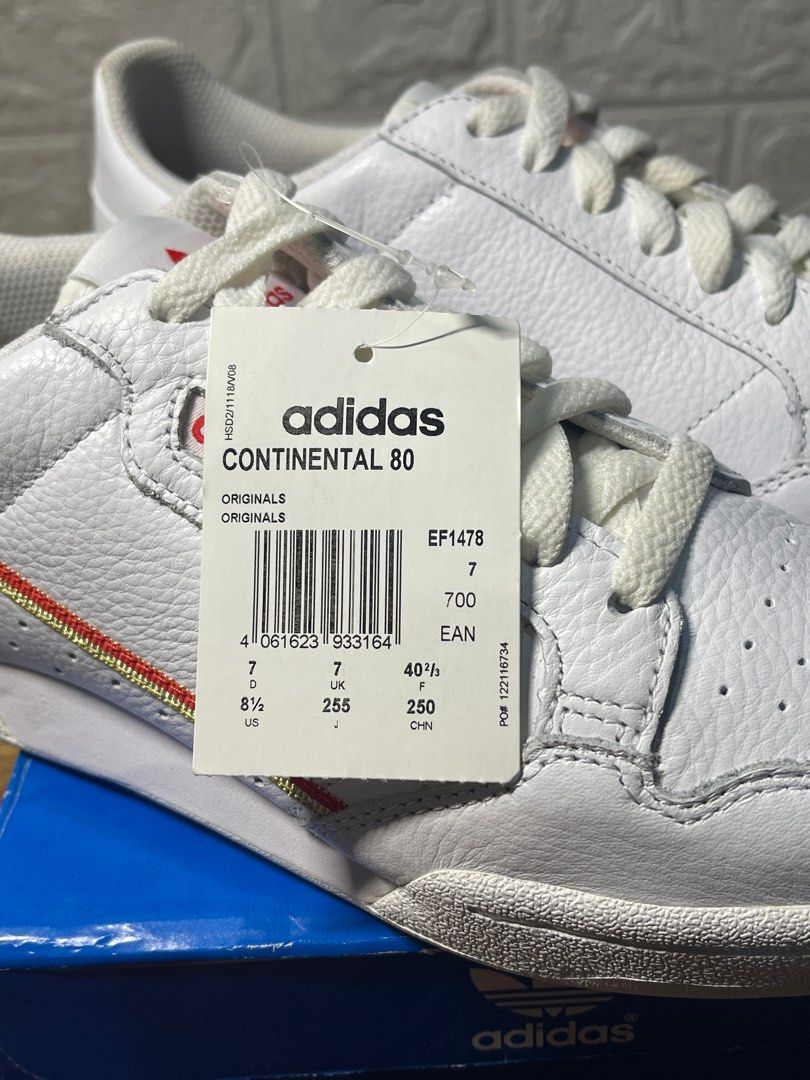 HSD2/1118/V08
adidas
CONTINENTAL 80
ORIGINALS
ORIGINALS
EF1478
7
700
EAN
4 061623 933164
7 7 40²/₃
D UK F
8½ 255 250
US J CHN
PO# 122116734
adidas®